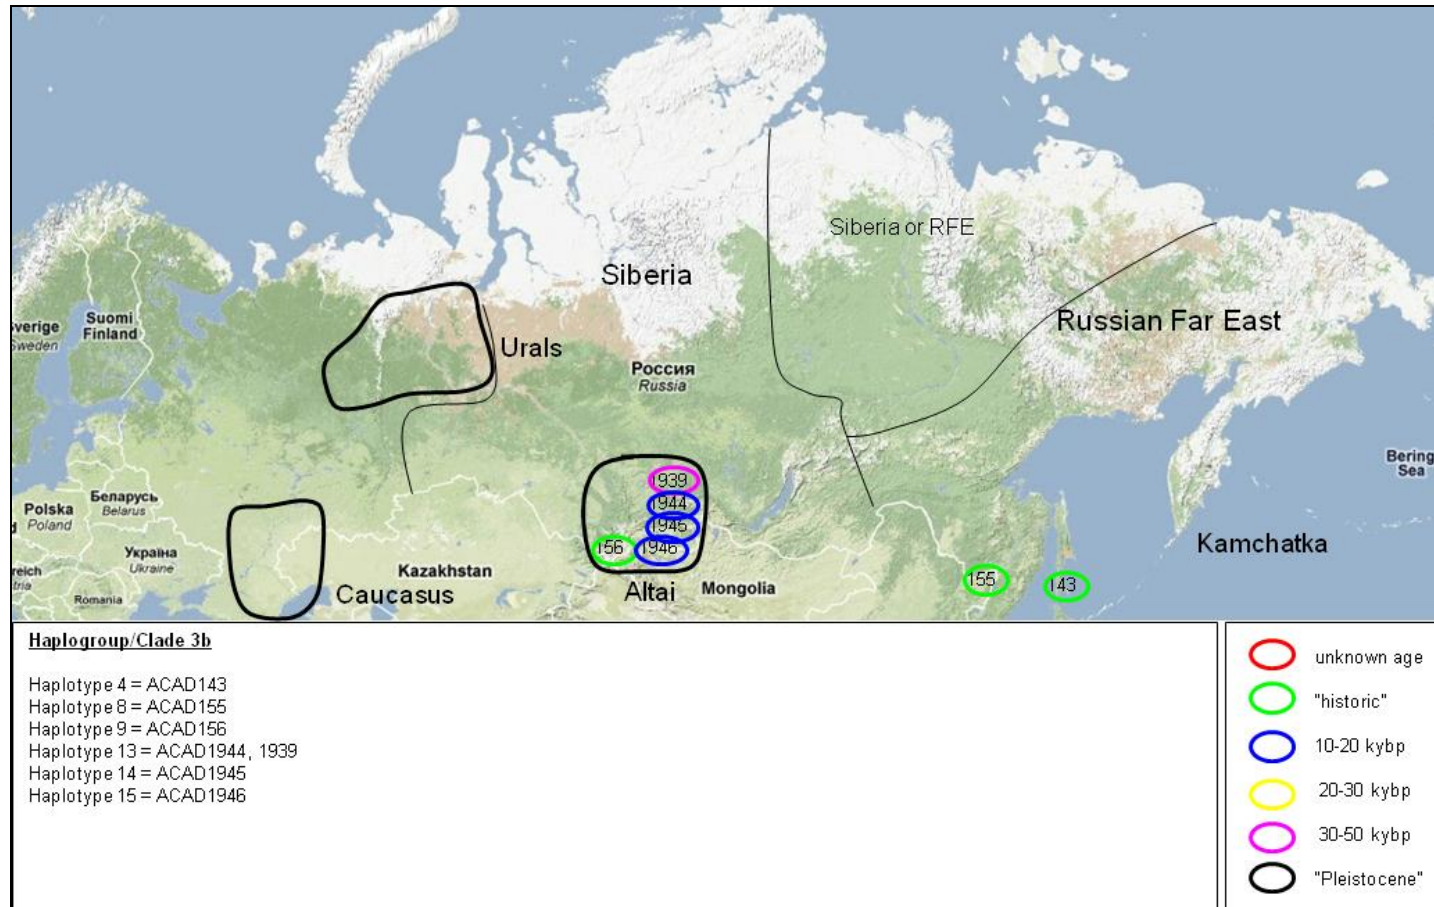 Siberia or RFE
Siberia
Russian Far East
verige
Sweden
Suomi
Finland
Urals
Россия
Russia
1939
1944
1945
156
1946
Bering
Sea
Polska
Poland
Беларусь
Belarus
Україна
Ukraine
reich
tria
Romania
Kazakhstan
Caucasus
Altai
Mongolia
155
143
Kamchatka
Haplogroup/Clade 3b
Haplotype 4 = ACAD143
Haplotype 8 = ACAD155
Haplotype 9 = ACAD156
Haplotype 13 = ACAD1944, 1939
Haplotype 14 = ACAD1945
Haplotype 15 = ACAD1946
unknown age
"historic"
10-20 kybp
20-30 kybp
30-50 kybp
"Pleistocene"